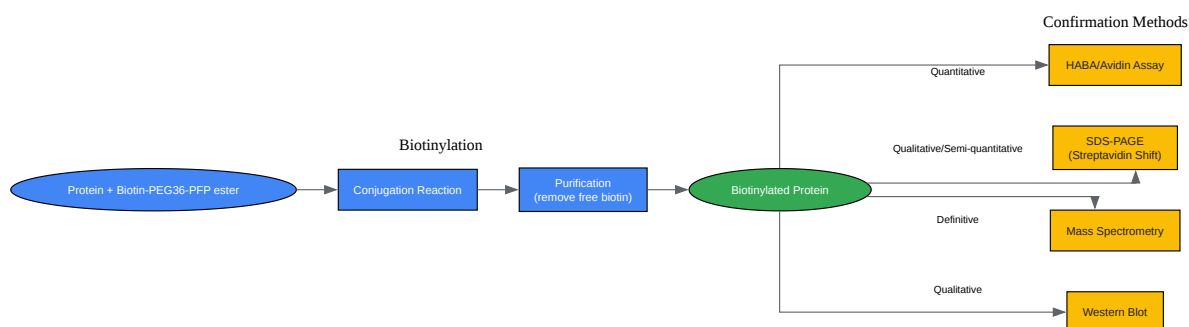 Confirmation Methods
HABA/Avidin Assay
Quantitative
SDS-PAGE
(Streptavidin Shift)
Qualitative/Semi-quantitative
Biotinylation
Protein + Biotin-PEG36-PFP ester
Conjugation Reaction
Purification
(remove free biotin)
Biotinylated Protein
Definitive
Mass Spectrometry
Qualitative
Western Blot